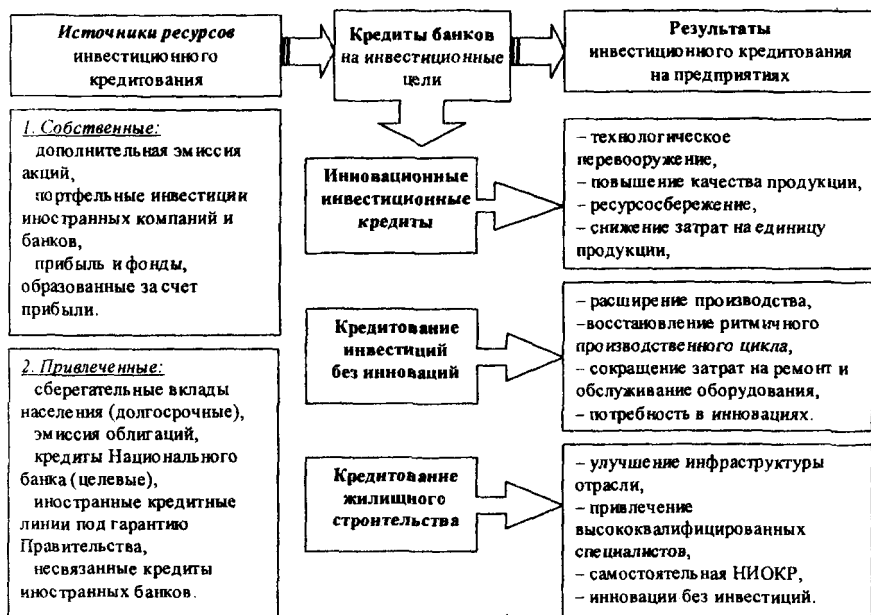 Источники ресурсов
инвестиционного
кредитования
Кредиты банков
на инвестиционные
цели
Результаты
инвестиционного кредитования
на предприятиях
1. Собственные:
дополнительная эмиссия
акций,
портфельные инвестиции
иностранных компаний и
банков,
прибыль и фонды,
образованные за счет
прибыли.
2. Привлеченные:
сберегательные вклады
населения (долгосрочные),
эмиссия облигаций,
кредиты Национального
банка (целевые),
иностранные кредитные
линии под гарантию
Правительства,
несвязанные кредиты
иностранных банков.
Инновационные
инвестиционные
кредиты
– технологическое
перевооружение,
– повышение качества продукции,
– ресурсосбережение,
– снижение затрат на единицу
продукции,
Кредитование
инвестиций
без инноваций
– расширение производства,
–восстановление ритмичного
производственного цикла,
– сокращение затрат на ремонт и
обслуживание оборудования,
– потребность в инновациях.
Кредитование
жилищного
строительства
– улучшение инфраструктуры
отрасли,
– привлечение
высококвалифицированных
специалистов,
– самостоятельная НИОКР,
– инновации без инвестиций.